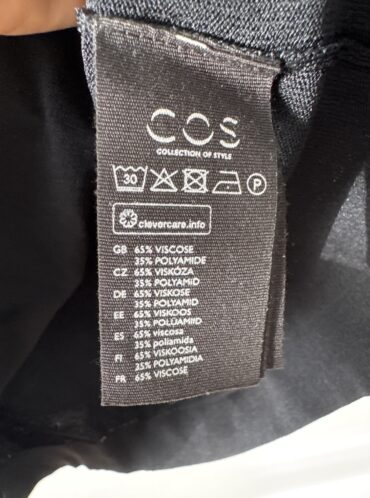 COS
COLLECTION OF STYLE
30 P
clevercare.info
GB 65% VISCOSE
35% POLYAMIDE
CZ 65% VISKÓZA
35% POLYAMID
DE 65% VISKOSE
35% POLYAMID
EE 65% VISKOOS
35% POLÜAMIID
ES 65% viscosa
35% poliamida
FI 65% VISKOOSIA
35% POLYAMIDIA
FR 65% VISCOSE